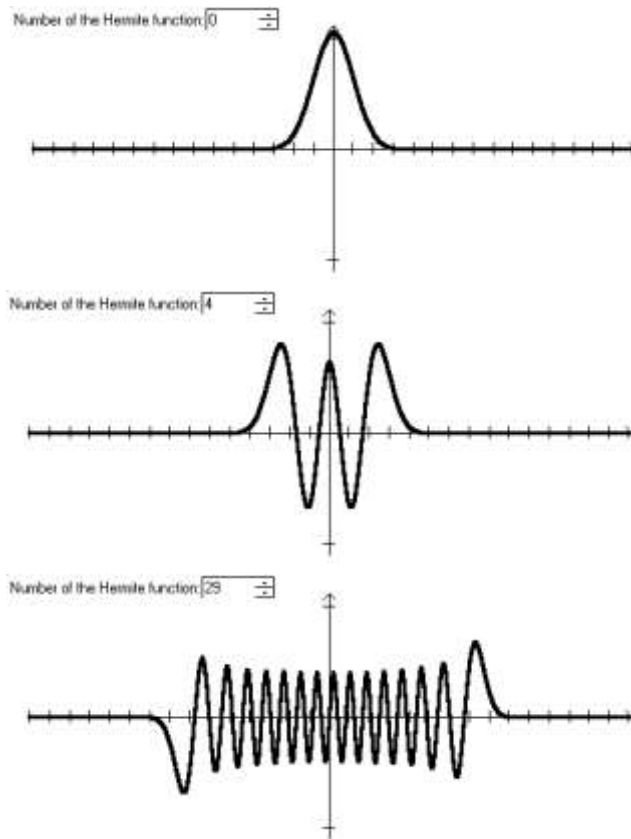 Number of the Hermite function: 0
Number of the Hermite function: 4
Number of the Hermite function: 29